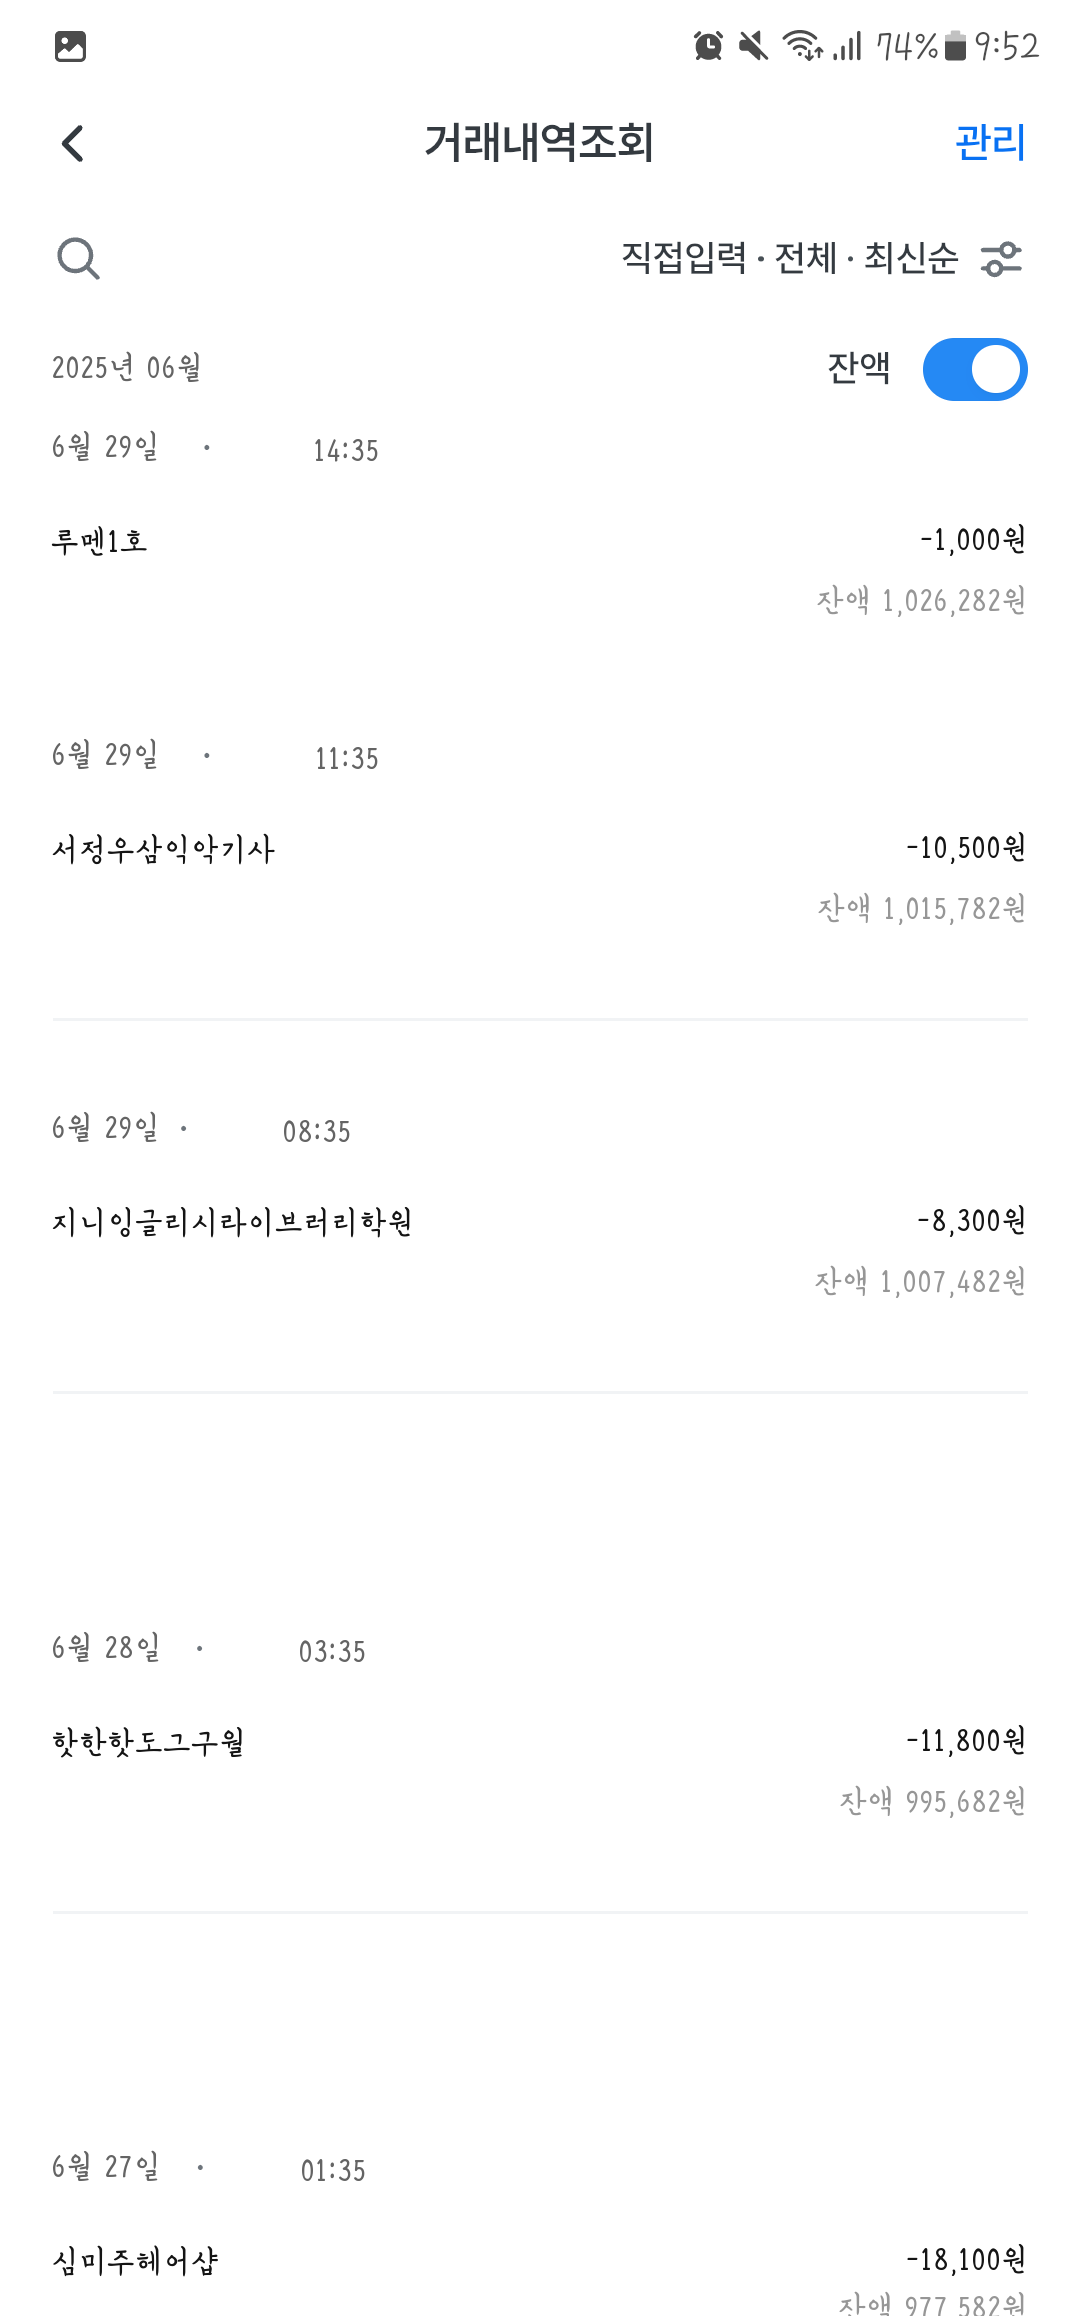 74% 9:52
거래내역조회 관리
직접입력 · 전체 · 최신순
2025년 06월 잔액
6월 29일 · 14:35
루멘1호 -1,000원
잔액 1,026,282원
6월 29일 · 11:35
서정우삼익악기사 -10,500원
잔액 1,015,782원
6월 29일 · 08:35
지니잉글리시라이브러리학원 -8,300원
잔액 1,007,482원
6월 28일 · 03:35
핫한핫도그구월 -11,800원
잔액 995,682원
6월 27일 · 01:35
심미주헤어샵 -18,100원
잔액 977,582원